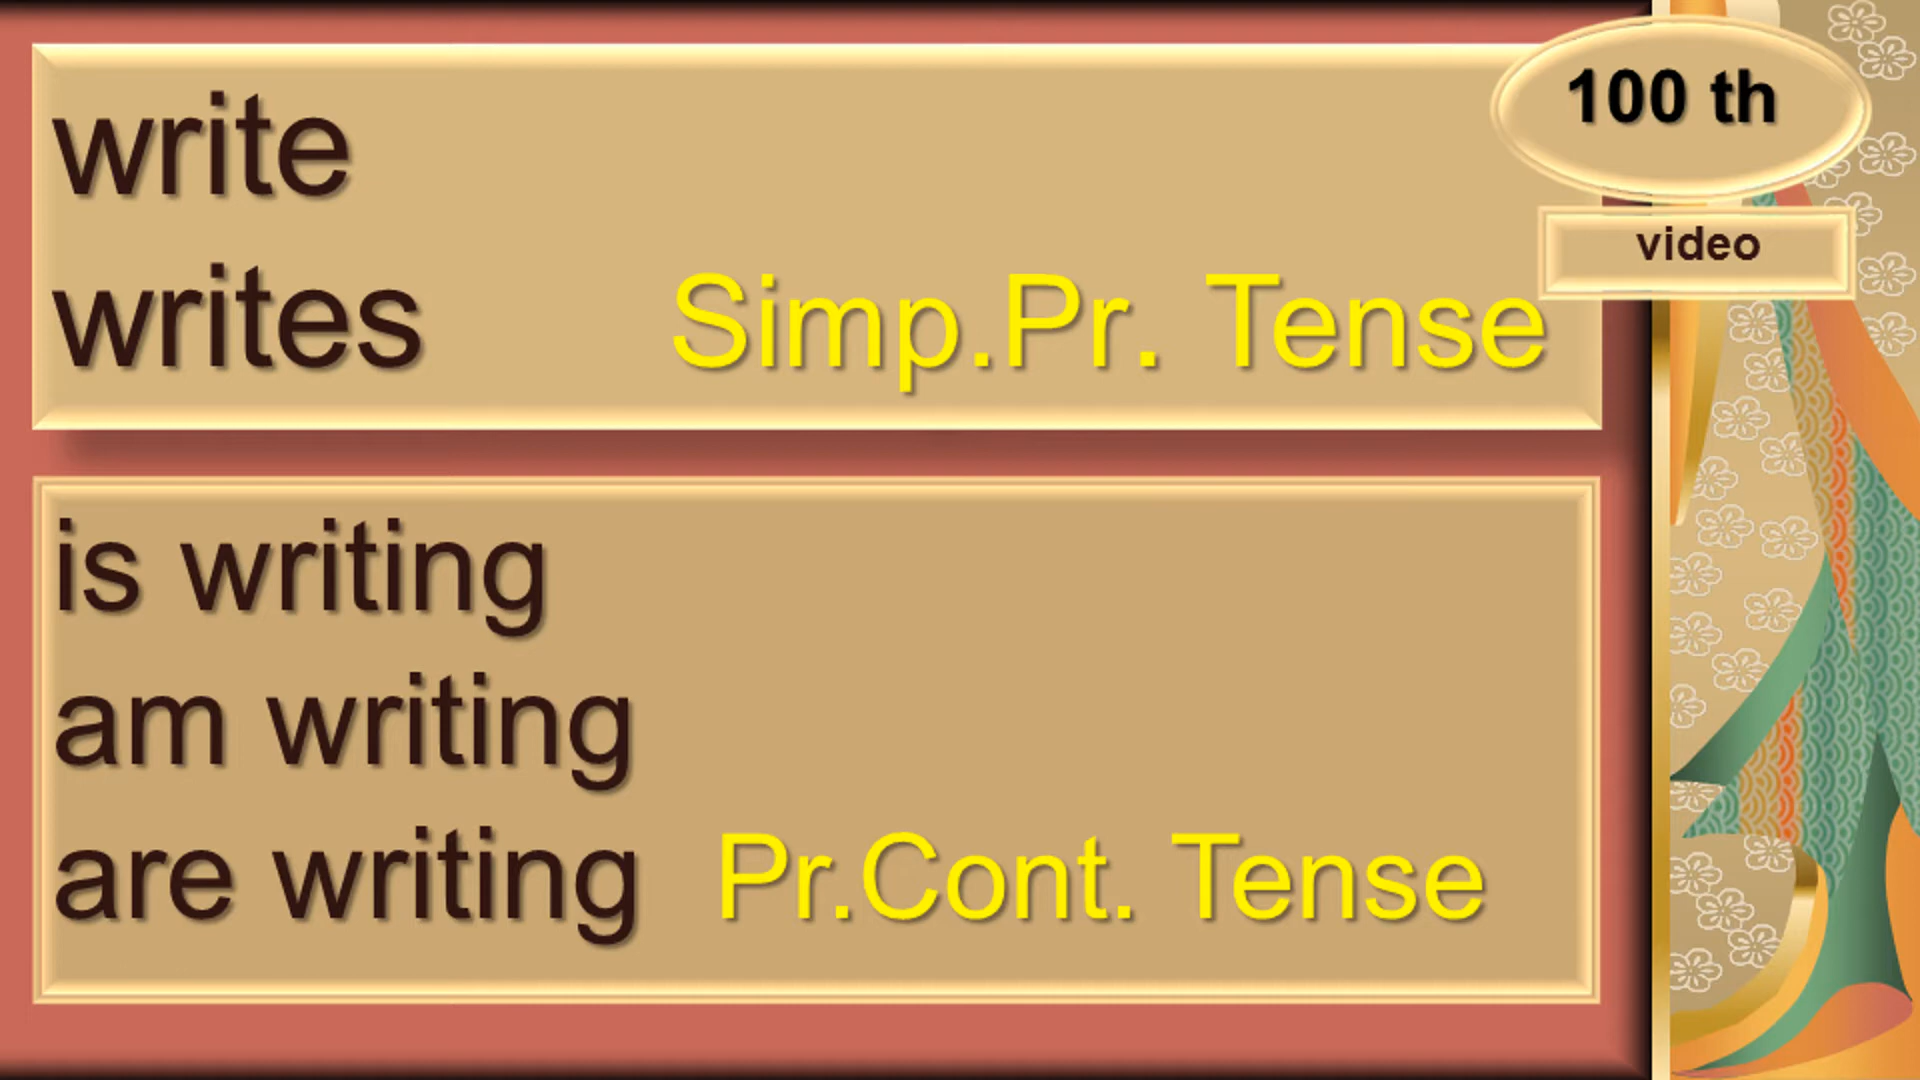 write
writes Simp.Pr. Tense
100 th
video
is writing
am writing
are writing Pr.Cont. Tense